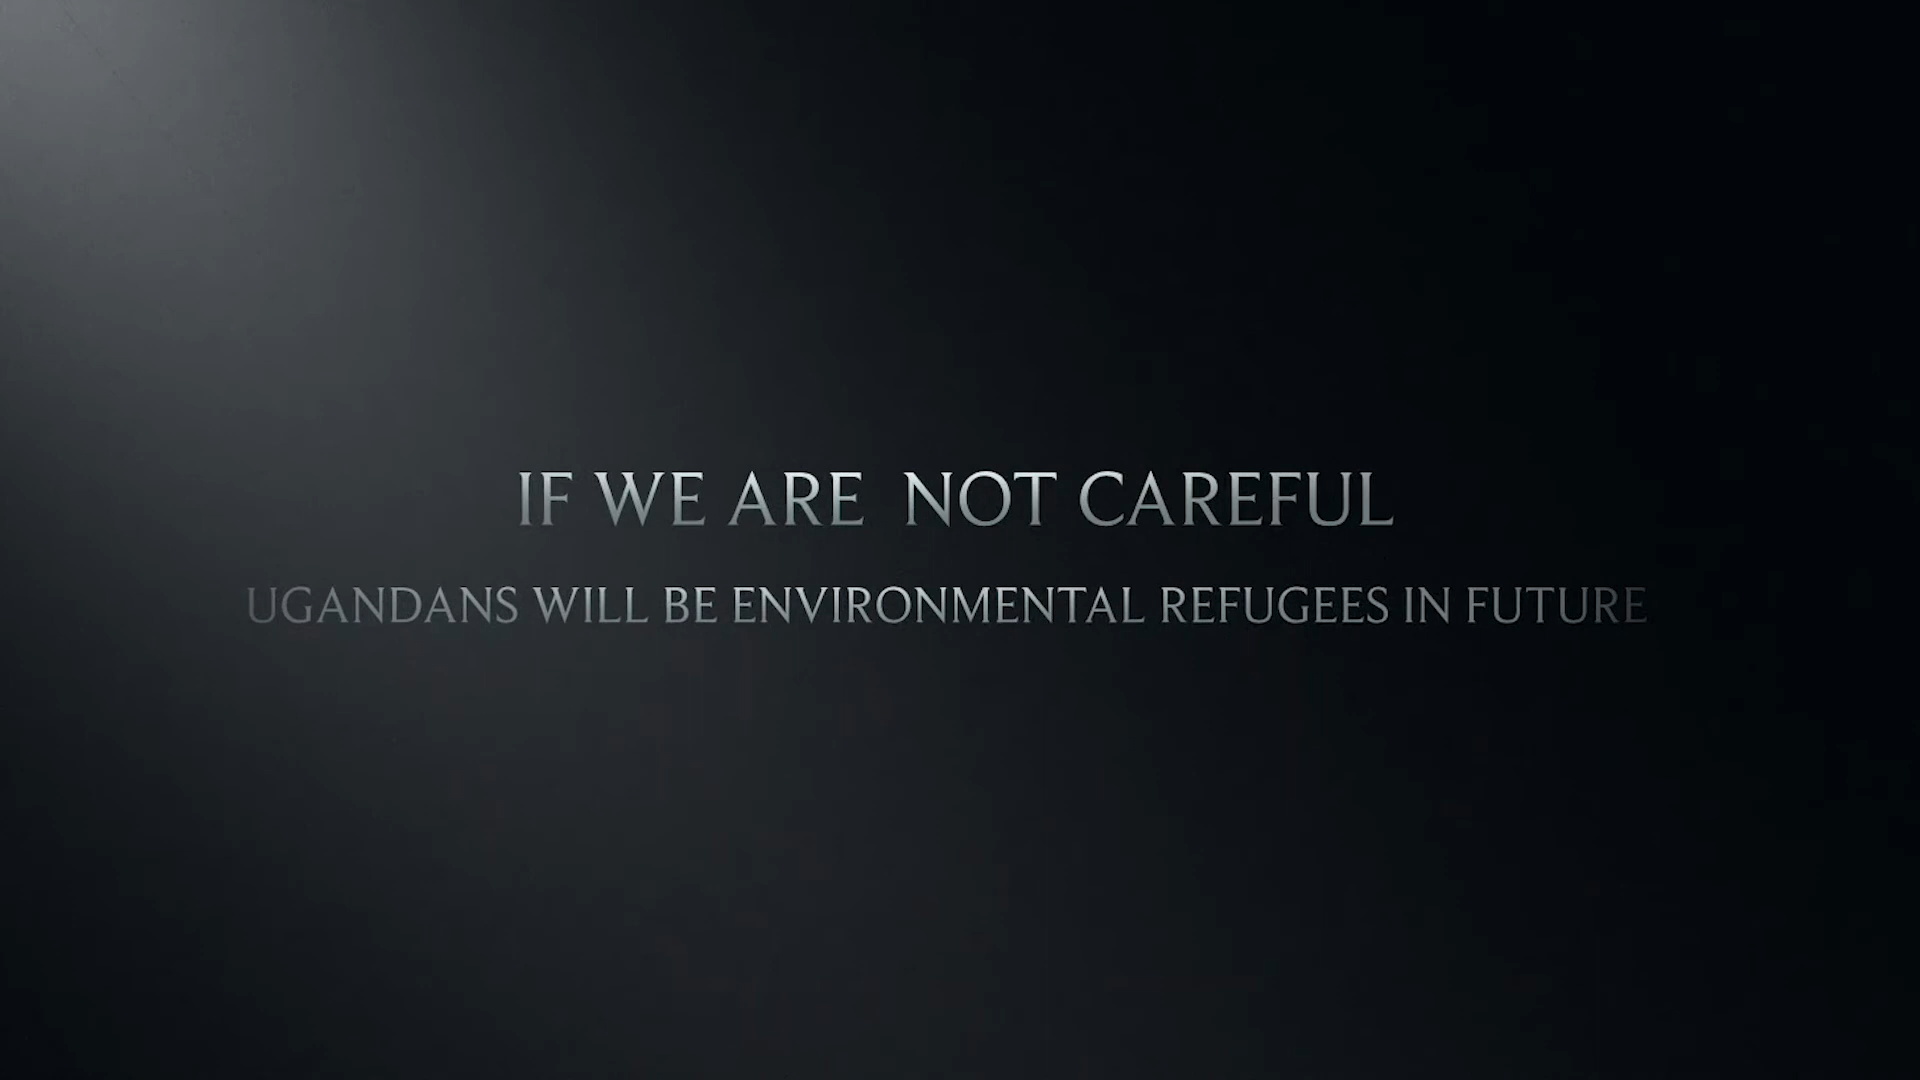 IF WE ARE  NOT CAREFUL
UGANDANS WILL BE ENVIRONMENTAL REFUGEES IN FUTURE